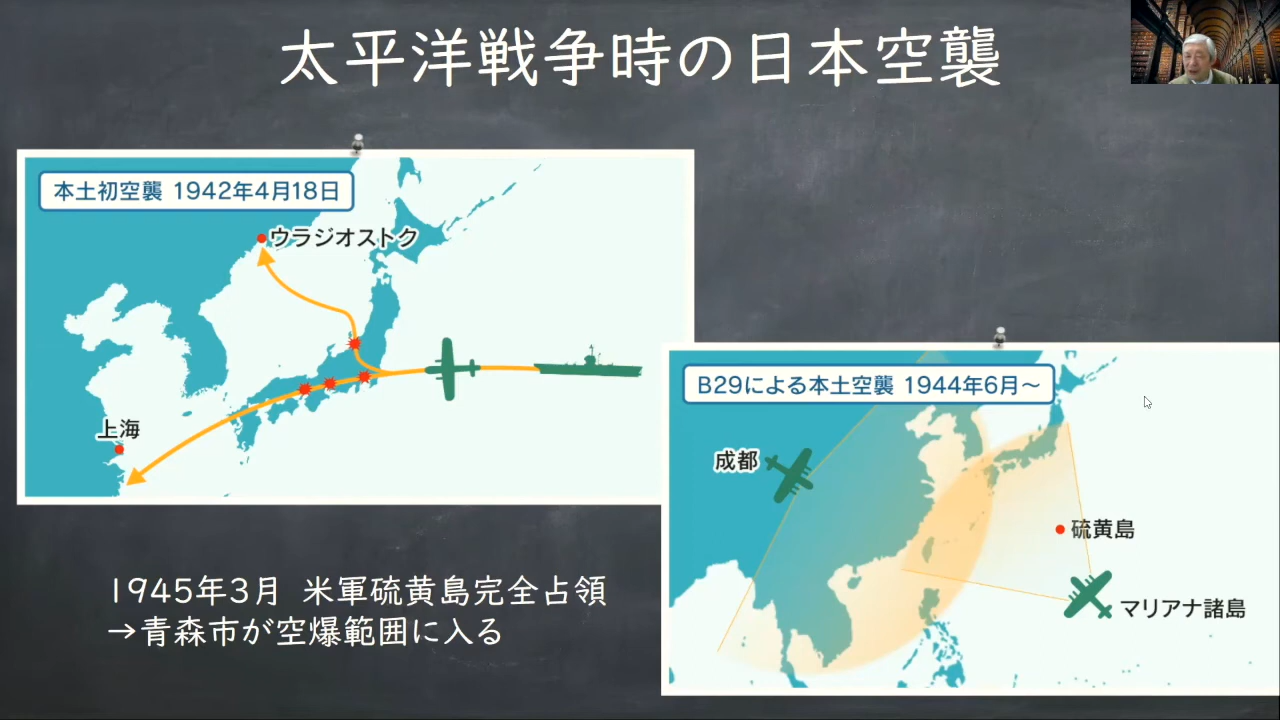 太平洋戦争時の日本空襲
本土初空襲 1942年4月18日
ウラジオストク
上海
B29による本土空襲 1944年6月〜
成都
硫黄島
マリアナ諸島
1945年3月 米軍硫黄島完全占領
→青森市が空爆範囲に入る